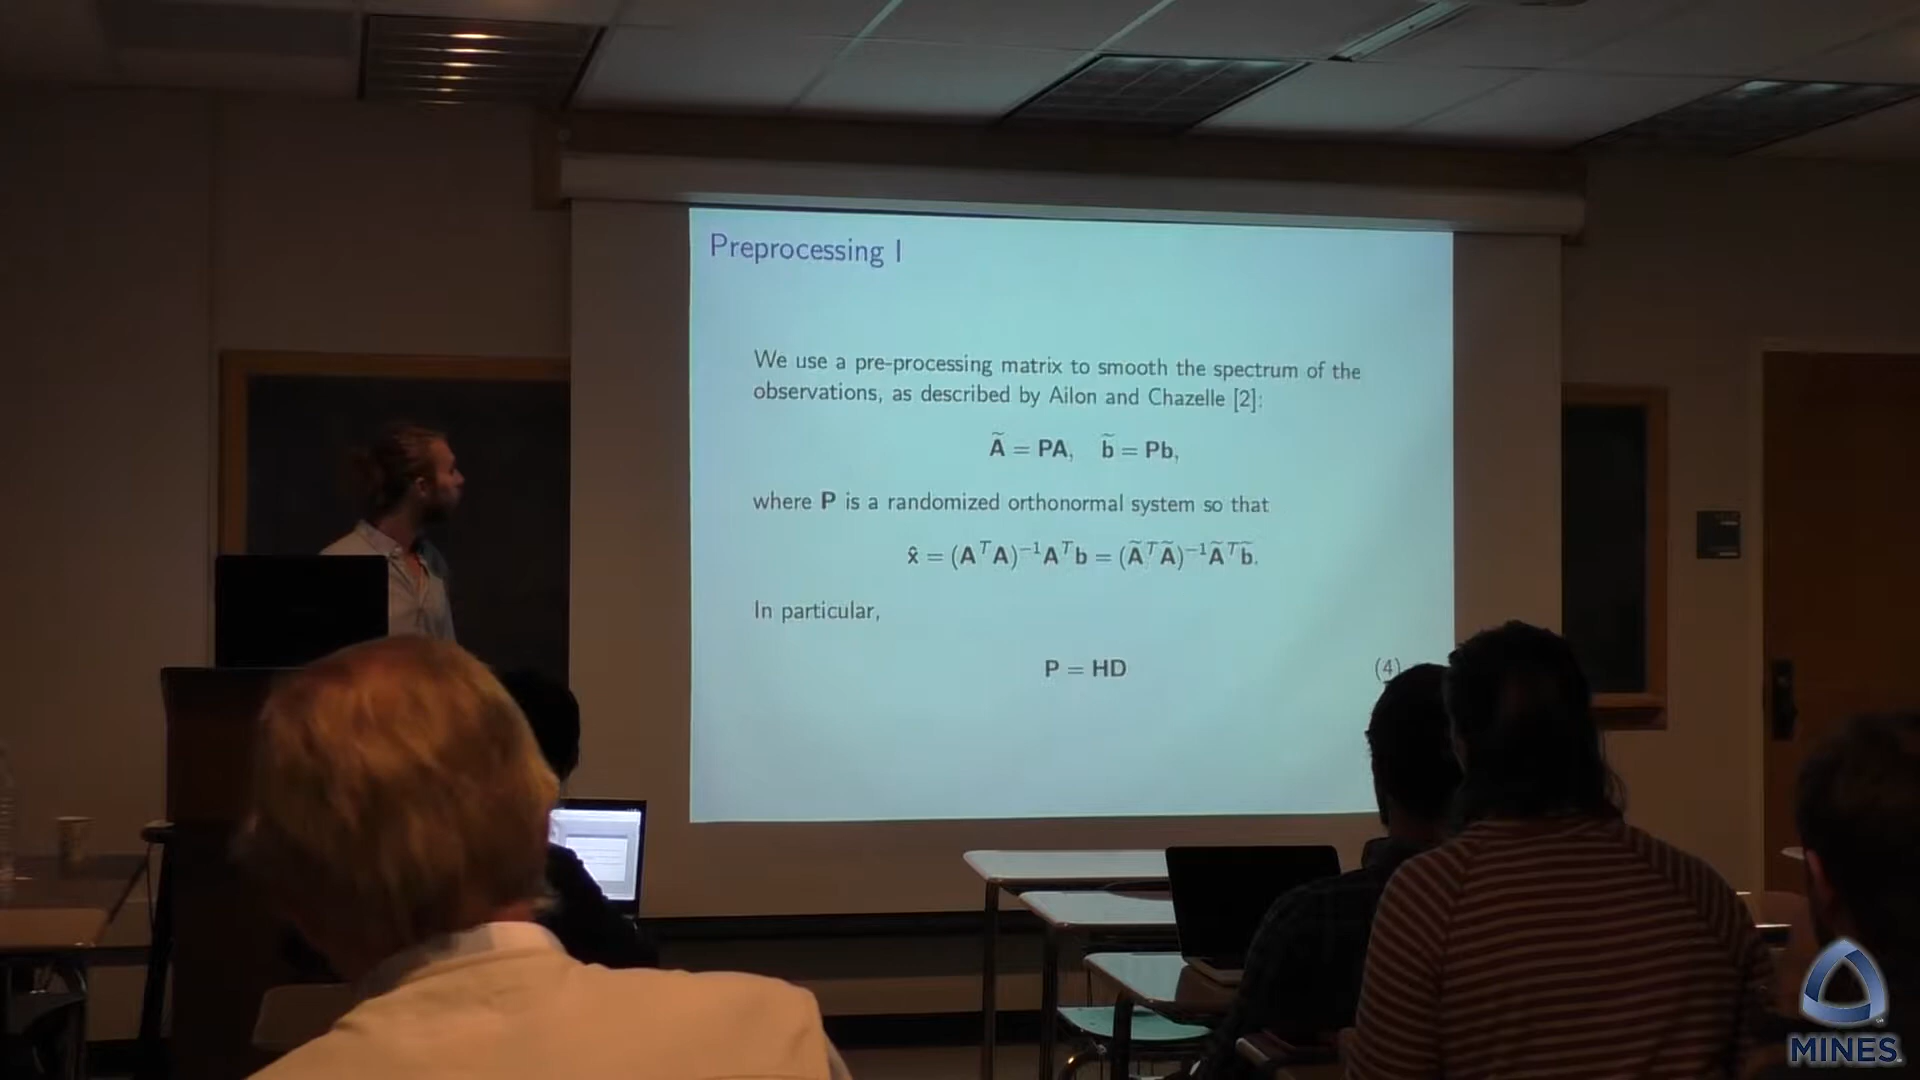 Preprocessing I
We use a pre-processing matrix to smooth the spectrum of the
observations, as described by Ailon and Chazelle [2]:
Ã = PA, b̃ = Pb,
where P is a randomized orthonormal system so that
x̂ = (AᵀA)⁻¹Aᵀb = (ÃᵀÃ)⁻¹Ãᵀb̃.
In particular,
P = HD (4)
MINES